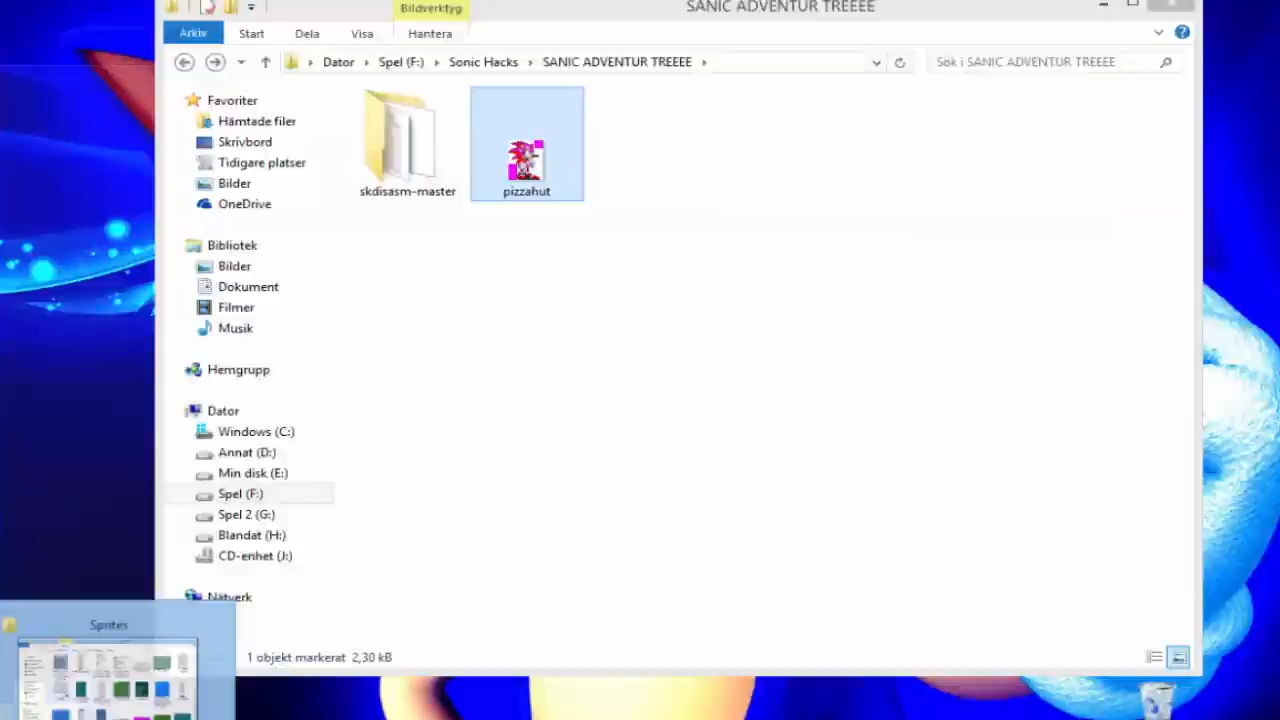 Bildverktyg
SANIC ADVENTUR TREEEE
Arkiv Start Dela Visa Hantera
Dator Spel (F:) Sonic Hacks SANIC ADVENTUR TREEEE
Sök i SANIC ADVENTUR TREEEE
Favoriter
Hämtade filer
Skrivbord
Tidigare platser
Bilder
OneDrive
Bibliotek
Bilder
Dokument
Filmer
Musik
Hemgrupp
Dator
Windows (C:)
Annat (D:)
Min disk (E:)
Spel (F:)
Spel 2 (G:)
Blandat (H:)
CD-enhet (J:)
Nätverk
skdisasm-master
pizzahut
Sprites
1 objekt markerat 2,30 kB